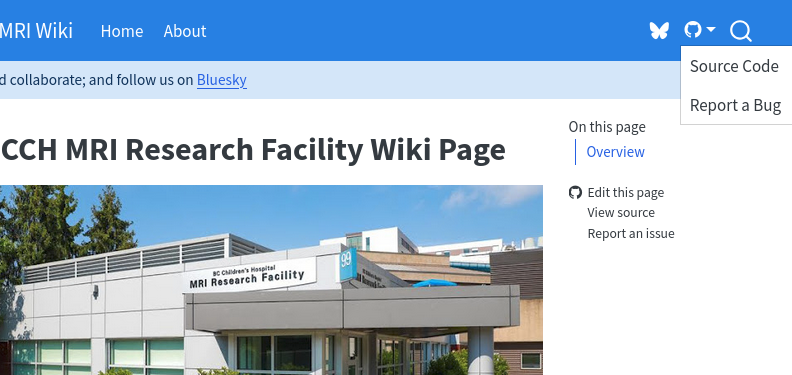 MRI Wiki Home About
Source Code
Report a Bug
d collaborate; and follow us on Bluesky
CCH MRI Research Facility Wiki Page
On this page
Overview
Edit this page
View source
Report an issue
BC Children's Hospital
MRI Research Facility
99